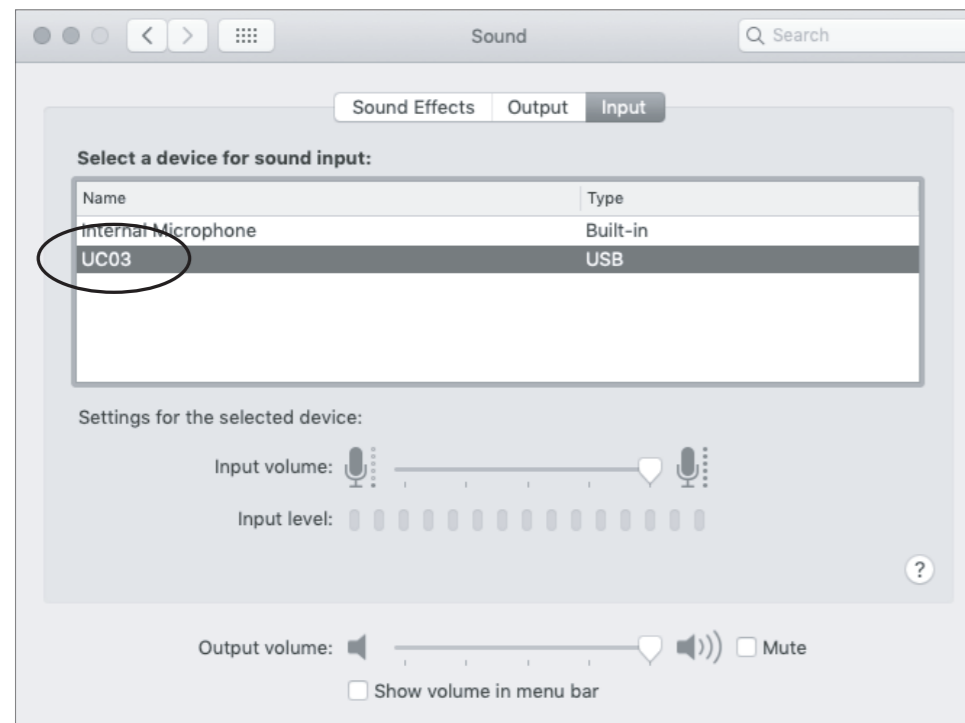 Sound
Search
Sound Effects Output Input
Select a device for sound input:
Name Type
Internal Microphone Built-in
UC03 USB
Settings for the selected device:
Input volume:
Input level:
?
Output volume: Mute
Show volume in menu bar